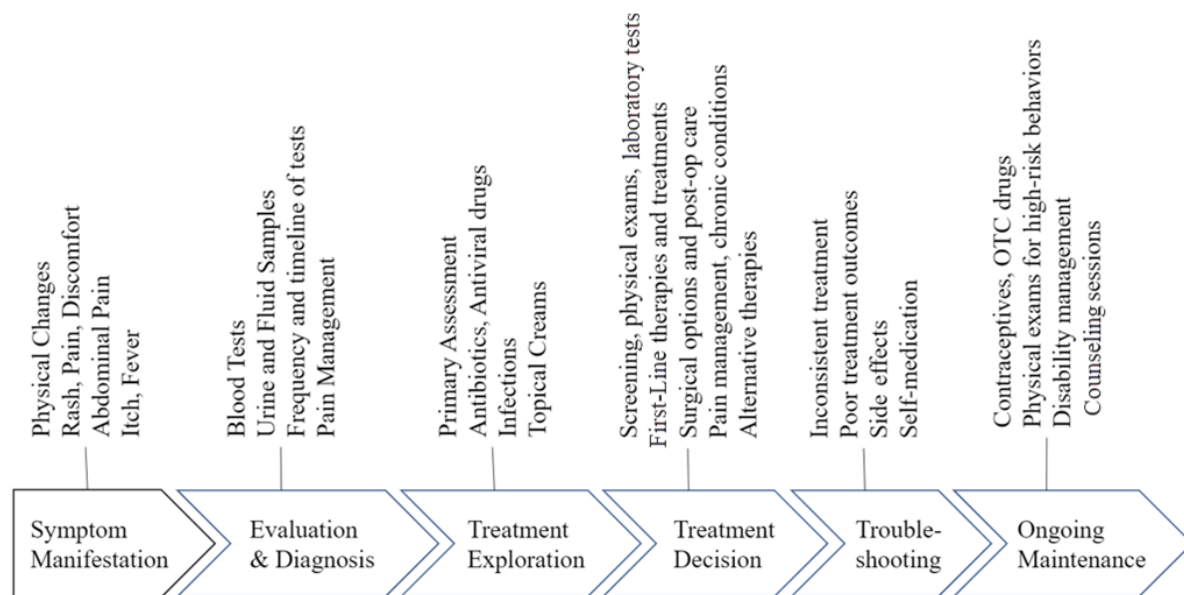 Physical Changes
Rash, Pain, Discomfort
Abdominal Pain
Itch, Fever
Blood Tests
Urine and Fluid Samples
Frequency and timeline of tests
Pain Management
Primary Assessment
Antibiotics, Antiviral drugs
Infections
Topical Creams
Screening, physical exams, laboratory tests
First-Line therapies and treatments
Surgical options and post-op care
Pain management, chronic conditions
Alternative therapies
Inconsistent treatment
Poor treatment outcomes
Side effects
Self-medication
Contraceptives, OTC drugs
Physical exams for high-risk behaviors
Disability management
Counseling sessions
Symptom
Manifestation
Evaluation
& Diagnosis
Treatment
Exploration
Treatment
Decision
Trouble-
shooting
Ongoing
Maintenance